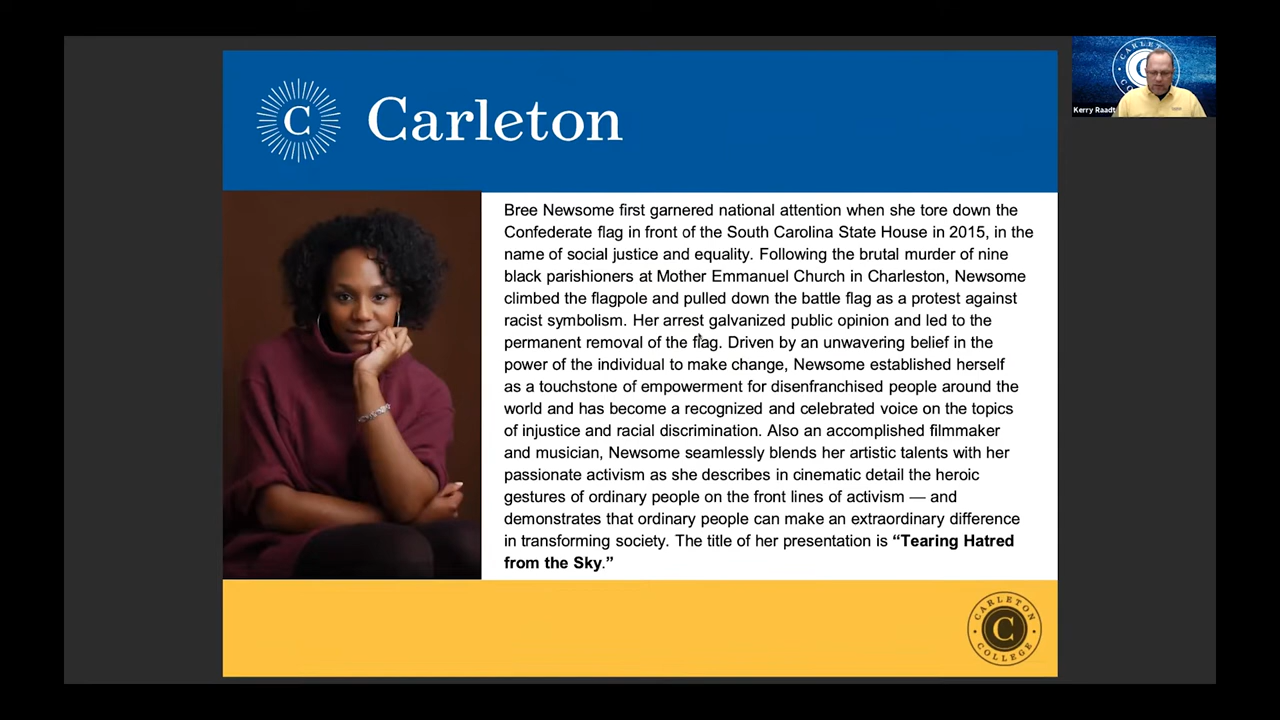 C
Carleton
CARLETON
C
Kerry Raadt
Bree Newsome first garnered national attention when she tore down the
Confederate flag in front of the South Carolina State House in 2015, in the
name of social justice and equality. Following the brutal murder of nine
black parishioners at Mother Emmanuel Church in Charleston, Newsome
climbed the flagpole and pulled down the battle flag as a protest against
racist symbolism. Her arrest galvanized public opinion and led to the
permanent removal of the flag. Driven by an unwavering belief in the
power of the individual to make change, Newsome established herself
as a touchstone of empowerment for disenfranchised people around the
world and has become a recognized and celebrated voice on the topics
of injustice and racial discrimination. Also an accomplished filmmaker
and musician, Newsome seamlessly blends her artistic talents with her
passionate activism as she describes in cinematic detail the heroic
gestures of ordinary people on the front lines of activism — and
demonstrates that ordinary people can make an extraordinary difference
in transforming society. The title of her presentation is “Tearing Hatred
from the Sky.”
CARLETON
C
COLLEGE